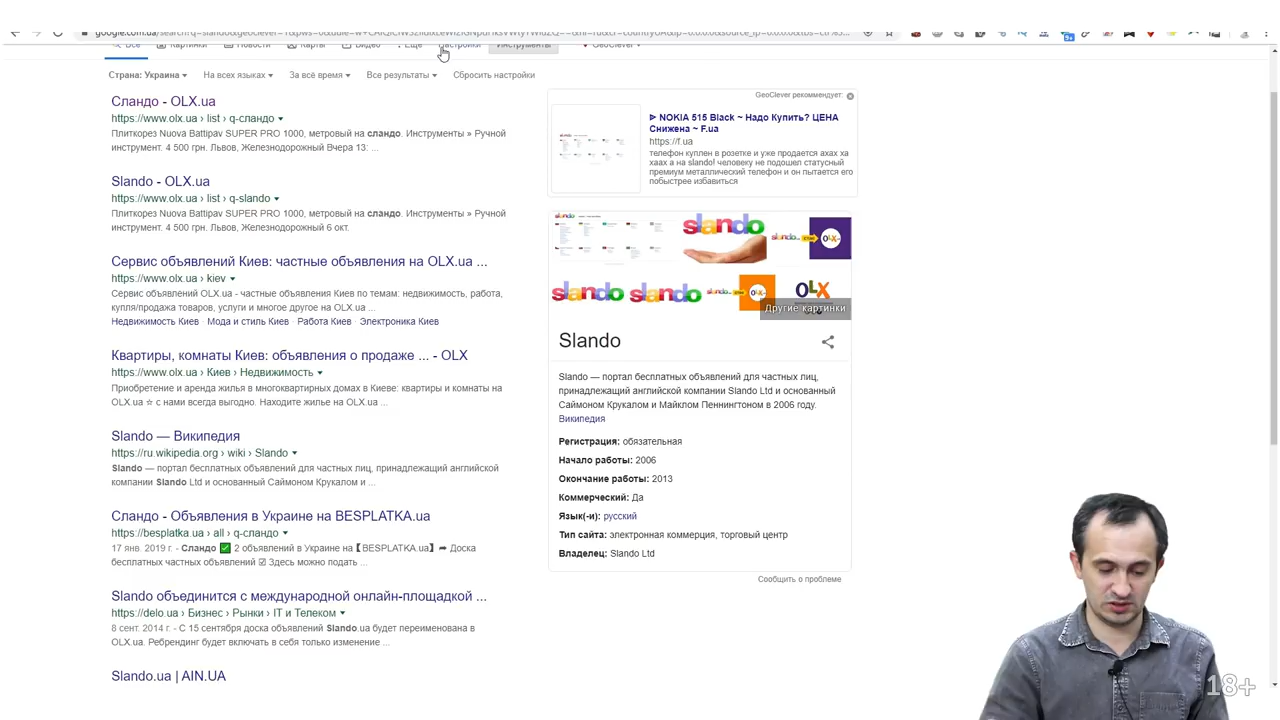 Все Картинки Новости Карты Видео Ещё Настройки Инструменты GeoClever
Страна: Украина На всех языках За всё время Все результаты Сбросить настройки
Сландо - OLX.ua
https://www.olx.ua › list › q-сландо
Плиткорез Nuova Battipav SUPER PRO 1000, метровый на сландо. Инструменты » Ручной
инструмент. 4 500 грн. Львов, Железнодорожный Вчера 13: ...
Slando - OLX.ua
https://www.olx.ua › list › q-slando
Плиткорез Nuova Battipav SUPER PRO 1000, метровый на сландо. Инструменты » Ручной
инструмент. 4 500 грн. Львов, Железнодорожный 6 окт.
Сервис объявлений Киев: частные объявления на OLX.ua ...
https://www.olx.ua › kiev
Сервис объявлений OLX.ua - частные объявления Киев по темам: недвижимость, работа,
купля/продажа товаров, услуги и многое другое на OLX.ua ...
Недвижимость Киев · Мода и стиль Киев · Работа Киев · Электроника Киев
Квартиры, комнаты Киев: объявления о продаже ... - OLX
https://www.olx.ua › Киев › Недвижимость
Приобретение и аренда жилья в многоквартирных домах в Киеве: квартиры и комнаты на
OLX.ua ☆ с нами всегда выгодно. Находите жилье на OLX.ua ...
Slando — Википедия
https://ru.wikipedia.org › wiki › Slando
Slando — портал бесплатных объявлений для частных лиц, принадлежащий английской
компании Slando Ltd и основанный Саймоном Крукалом и ...
Сландо - Объявления в Украине на BESPLATKA.ua
https://besplatka.ua › all › q-сландо
17 янв. 2019 г. - Сландо ✅ 2 объявлений в Украине на【BESPLATKA.ua】 ➦ Доска
бесплатных частных объявлений ☑ Здесь можно подать ...
Slando объединится с международной онлайн-площадкой ...
https://delo.ua › Бизнес › Рынки › IT и Телеком
8 сент. 2014 г. - С 15 сентября доска объявлений Slando.ua будет переименована в
OLX.ua. Ребрендинг будет включать в себя только изменение ...
Slando.ua | AIN.UA
GeoClever рекомендует:
ᐈ NOKIA 515 Black ~ Надо Купить? ЦЕНА
Снижена ~ F.ua
https://f.ua
телефон куплен в розетке и уже продается ахах ха
хаах а на slando! человеку не подошел статусный
премиум металлический телефон и он пытается его
побыстрее избавиться
slando OLX
slando slando OLX
Другие картинки
Slando
Slando — портал бесплатных объявлений для частных лиц,
принадлежащий английской компании Slando Ltd и основанный
Саймоном Крукалом и Майклом Пеннингтоном в 2006 году.
Википедия
Регистрация: обязательная
Начало работы: 2006
Окончание работы: 2013
Коммерческий: Да
Язык(-и): русский
Тип сайта: электронная коммерция, торговый центр
Владелец: Slando Ltd
Сообщить о проблеме
18+